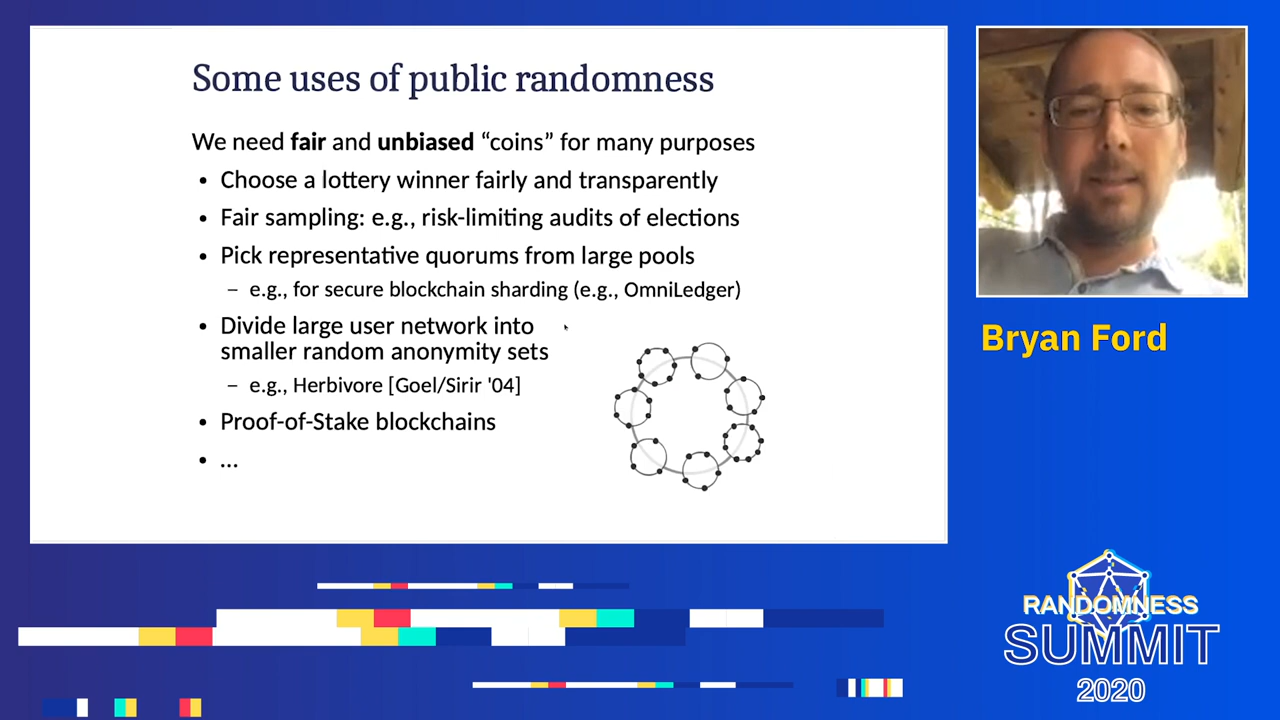 Some uses of public randomness
We need fair and unbiased “coins” for many purposes
• Choose a lottery winner fairly and transparently
• Fair sampling: e.g., risk-limiting audits of elections
• Pick representative quorums from large pools
– e.g., for secure blockchain sharding (e.g., OmniLedger)
• Divide large user network into
smaller random anonymity sets
– e.g., Herbivore [Goel/Sirir '04]
• Proof-of-Stake blockchains
• ...
Bryan Ford
RANDOMNESS
SUMMIT
2020